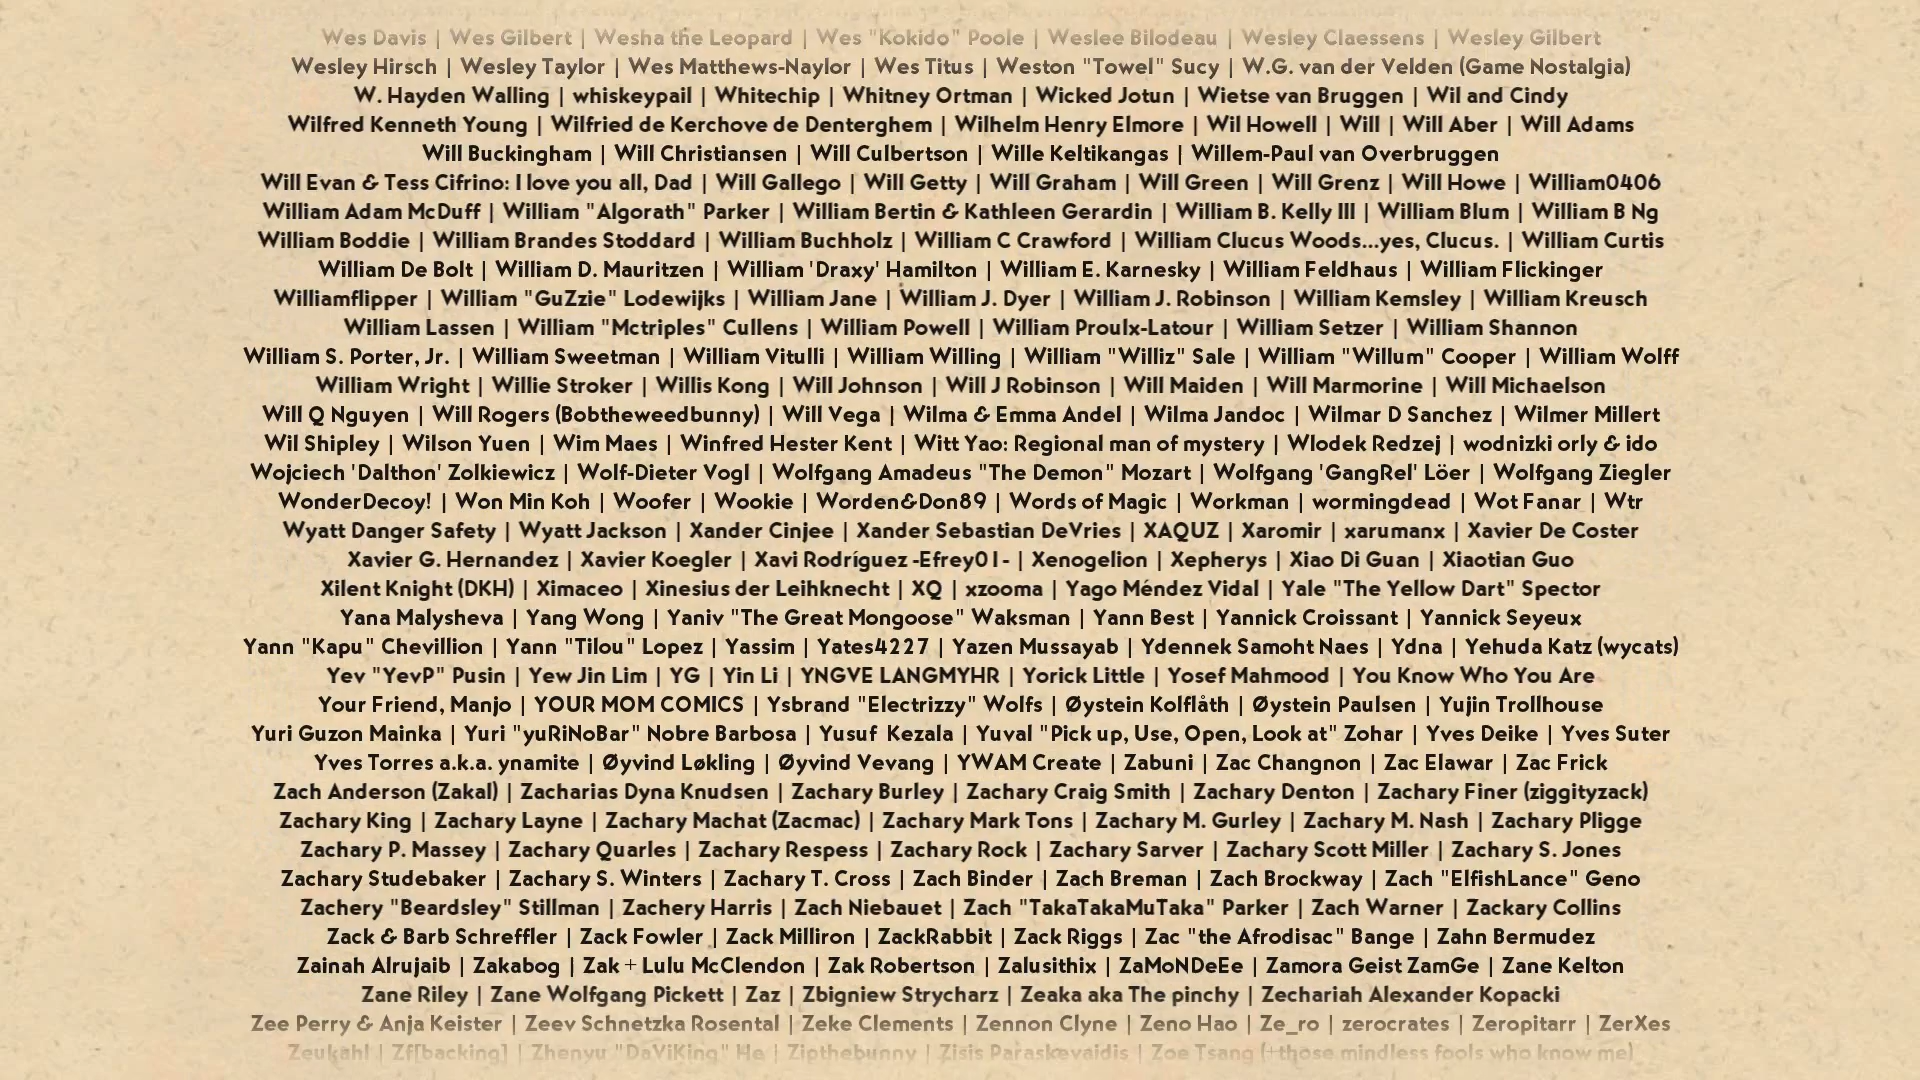 Wes Davis | Wes Gilbert | Wesha the Leopard | Wes "Kokido" Poole | Weslee Bilodeau | Wesley Claessens | Wesley Gilbert
Wesley Hirsch | Wesley Taylor | Wes Matthews-Naylor | Wes Titus | Weston "Towel" Sucy | W.G. van der Velden (Game Nostalgia)
W. Hayden Walling | whiskeypail | Whitechip | Whitney Ortman | Wicked Jotun | Wietse van Bruggen | Wil and Cindy
Wilfred Kenneth Young | Wilfried de Kerchove de Denterghem | Wilhelm Henry Elmore | Wil Howell | Will | Will Aber | Will Adams
Will Buckingham | Will Christiansen | Will Culbertson | Wille Keltikangas | Willem-Paul van Overbruggen
Will Evan & Tess Cifrino: I love you all, Dad | Will Gallego | Will Getty | Will Graham | Will Green | Will Grenz | Will Howe | William0406
William Adam McDuff | William "Algorath" Parker | William Bertin & Kathleen Gerardin | William B. Kelly III | William Blum | William B Ng
William Boddie | William Brandes Stoddard | William Buchholz | William C Crawford | William Clucus Woods...yes, Clucus. | William Curtis
William De Bolt | William D. Mauritzen | William 'Draxy' Hamilton | William E. Karnesky | William Feldhaus | William Flickinger
Williamflipper | William "GuZzie" Lodewijks | William Jane | William J. Dyer | William J. Robinson | William Kemsley | William Kreusch
William Lassen | William "Mctriples" Cullens | William Powell | William Proulx-Latour | William Setzer | William Shannon
William S. Porter, Jr. | William Sweetman | William Vitulli | William Willing | William "Williz" Sale | William "Willum" Cooper | William Wolff
William Wright | Willie Stroker | Willis Kong | Will Johnson | Will J Robinson | Will Maiden | Will Marmorine | Will Michaelson
Will Q Nguyen | Will Rogers (Bobtheweedbunny) | Will Vega | Wilma & Emma Andel | Wilma Jandoc | Wilmar D Sanchez | Wilmer Millert
Wil Shipley | Wilson Yuen | Wim Maes | Winfred Hester Kent | Witt Yao: Regional man of mystery | Wlodek Redzej | wodnizki orly & ido
Wojciech 'Dalthon' Zolkiewicz | Wolf-Dieter Vogl | Wolfgang Amadeus "The Demon" Mozart | Wolfgang 'GangRel' Löer | Wolfgang Ziegler
WonderDecoy! | Won Min Koh | Woofer | Wookie | Worden&Don89 | Words of Magic | Workman | wormingdead | Wot Fanar | Wtr
Wyatt Danger Safety | Wyatt Jackson | Xander Cinjee | Xander Sebastian DeVries | XAQUZ | Xaromir | xarumanx | Xavier De Coster
Xavier G. Hernandez | Xavier Koegler | Xavi Rodríguez -Efrey01- | Xenogelion | Xepherys | Xiao Di Guan | Xiaotian Guo
Xilent Knight (DKH) | Ximaceo | Xinesius der Leihknecht | XQ | xzooma | Yago Méndez Vidal | Yale "The Yellow Dart" Spector
Yana Malysheva | Yang Wong | Yaniv "The Great Mongoose" Waksman | Yann Best | Yannick Croissant | Yannick Seyeux
Yann "Kapu" Chevillion | Yann "Tilou" Lopez | Yassim | Yates4227 | Yazen Mussayab | Ydennek Samoht Naes | Ydna | Yehuda Katz (wycats)
Yev "YevP" Pusin | Yew Jin Lim | YG | Yin Li | YNGVE LANGMYHR | Yorick Little | Yosef Mahmood | You Know Who You Are
Your Friend, Manjo | YOUR MOM COMICS | Ysbrand "Electrizzy" Wolfs | Øystein Kolflåth | Øystein Paulsen | Yujin Trollhouse
Yuri Guzon Mainka | Yuri "yuRiNoBar" Nobre Barbosa | Yusuf Kezala | Yuval "Pick up, Use, Open, Look at" Zohar | Yves Deike | Yves Suter
Yves Torres a.k.a. ynamite | Øyvind Løkling | Øyvind Vevang | YWAM Create | Zabuni | Zac Changnon | Zac Elawar | Zac Frick
Zach Anderson (Zakal) | Zacharias Dyna Knudsen | Zachary Burley | Zachary Craig Smith | Zachary Denton | Zachary Finer (ziggityzack)
Zachary King | Zachary Layne | Zachary Machat (Zacmac) | Zachary Mark Tons | Zachary M. Gurley | Zachary M. Nash | Zachary Pligge
Zachary P. Massey | Zachary Quarles | Zachary Respess | Zachary Rock | Zachary Sarver | Zachary Scott Miller | Zachary S. Jones
Zachary Studebaker | Zachary S. Winters | Zachary T. Cross | Zach Binder | Zach Breman | Zach Brockway | Zach "ElfishLance" Geno
Zachery "Beardsley" Stillman | Zachery Harris | Zach Niebauet | Zach "TakaTakaMuTaka" Parker | Zach Warner | Zackary Collins
Zack & Barb Schreffler | Zack Fowler | Zack Milliron | ZackRabbit | Zack Riggs | Zac "the Afrodisac" Bange | Zahn Bermudez
Zainah Alrujaib | Zakabog | Zak + Lulu McClendon | Zak Robertson | Zalusithix | ZaMoNDeEe | Zamora Geist ZamGe | Zane Kelton
Zane Riley | Zane Wolfgang Pickett | Zaz | Zbigniew Strycharz | Zeaka aka The pinchy | Zechariah Alexander Kopacki
Zee Perry & Anja Keister | Zeev Schnetzka Rosental | Zeke Clements | Zennon Clyne | Zeno Hao | Ze_ro | zerocrates | Zeropitarr | ZerXes
Zeukahl | Zf[backing] | Zhenyu "DaViKing" He | Zipthebunny | Zisis Paraskevaidis | Zoe Tsang (+those mindless fools who know me)